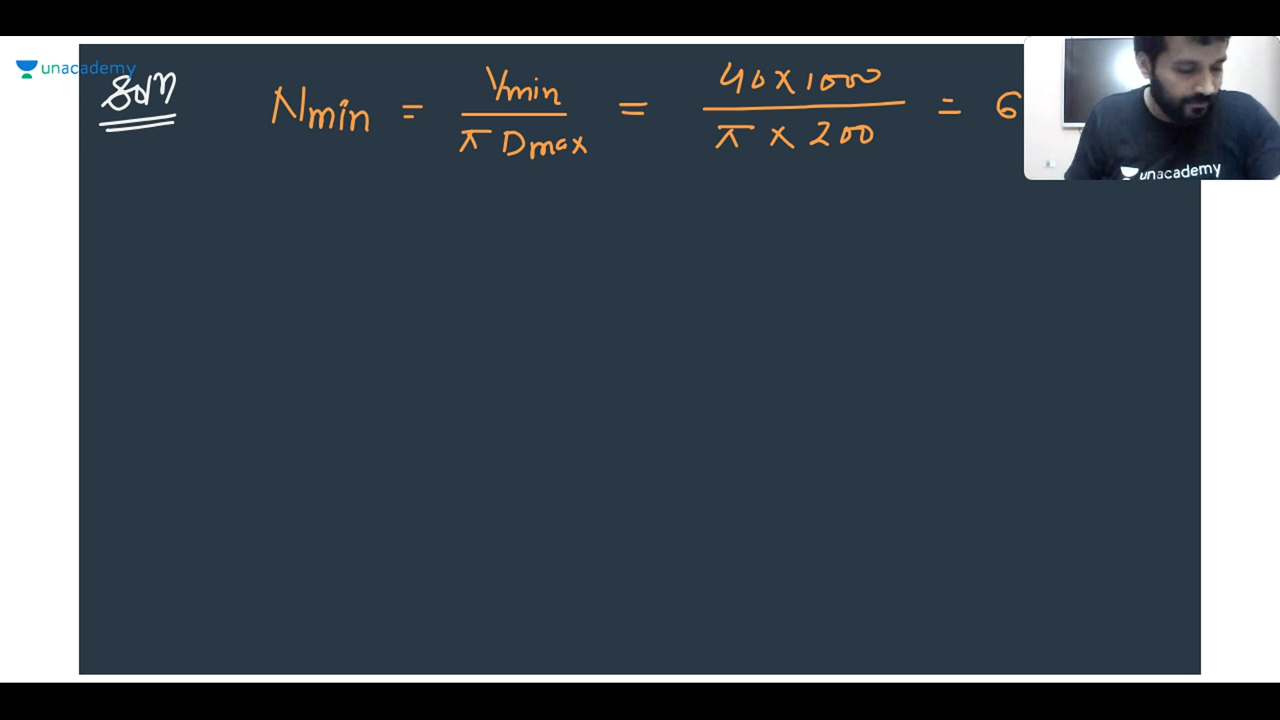 unacademy
Soln
Nmin = Vmin / π Dmax = 40 x 1000 / π x 200 = 6
unacademy